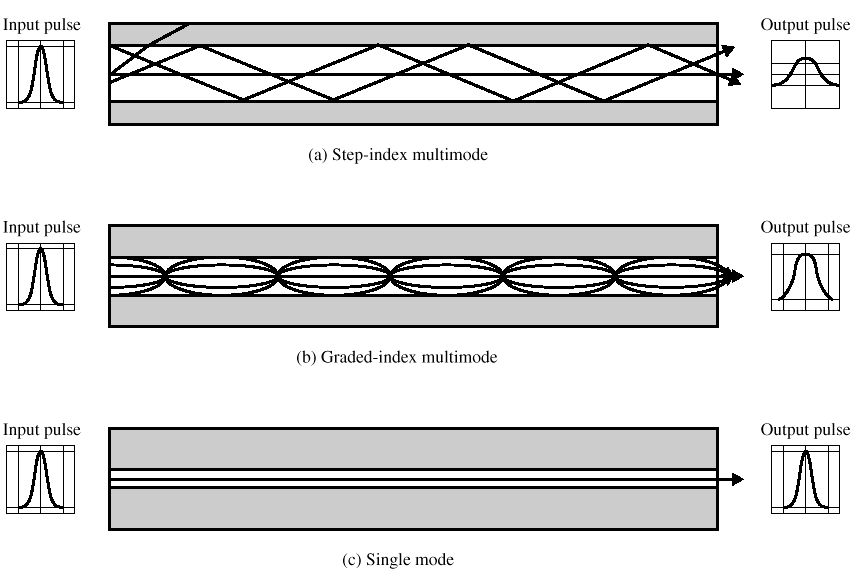 Input pulse
Output pulse
(a) Step-index multimode
Input pulse
Output pulse
(b) Graded-index multimode
Input pulse
Output pulse
(c) Single mode